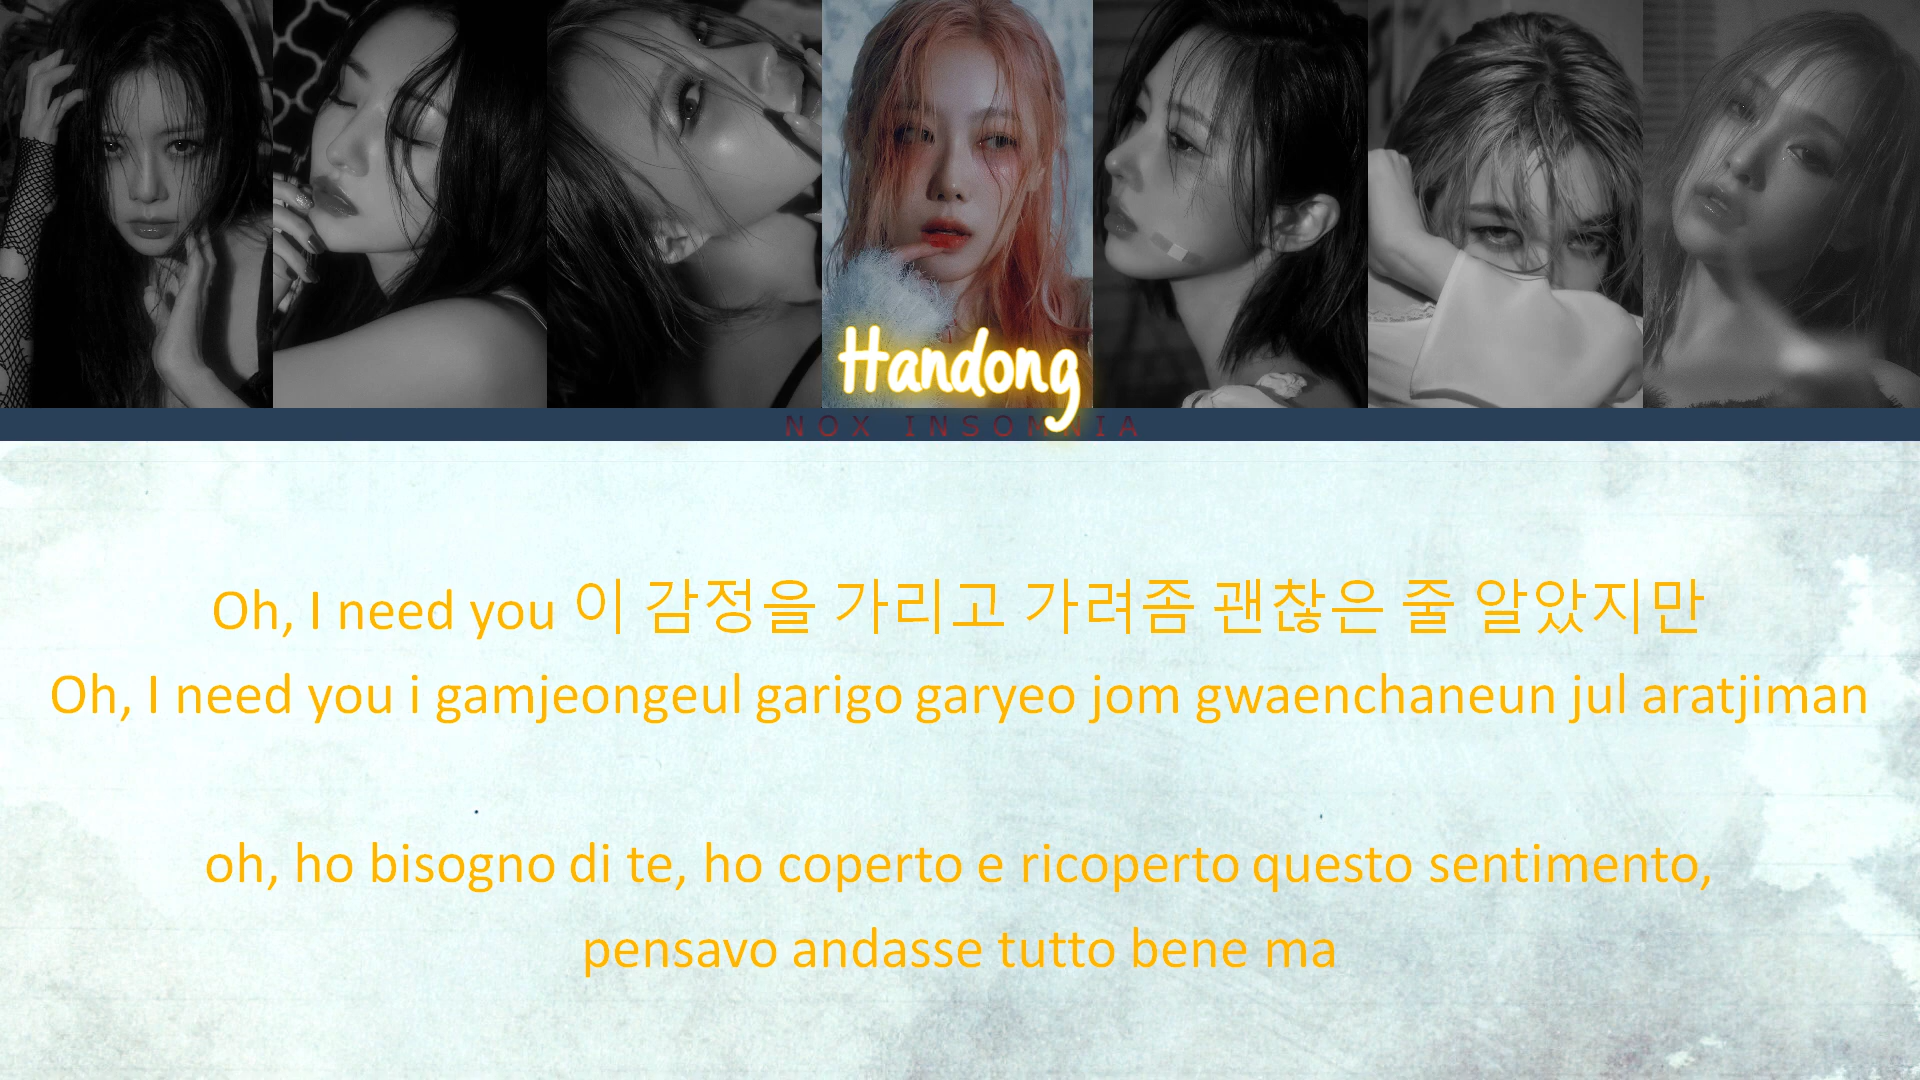 Handong
NOX INSOMNIA
Oh, I need you 이 감정을 가리고 가려좀 괜찮은 줄 알았지만
Oh, I need you i gamjeongeul garigo garyeo jom gwaenchaneun jul aratjiman
oh, ho bisogno di te, ho coperto e ricoperto questo sentimento,
pensavo andasse tutto bene ma